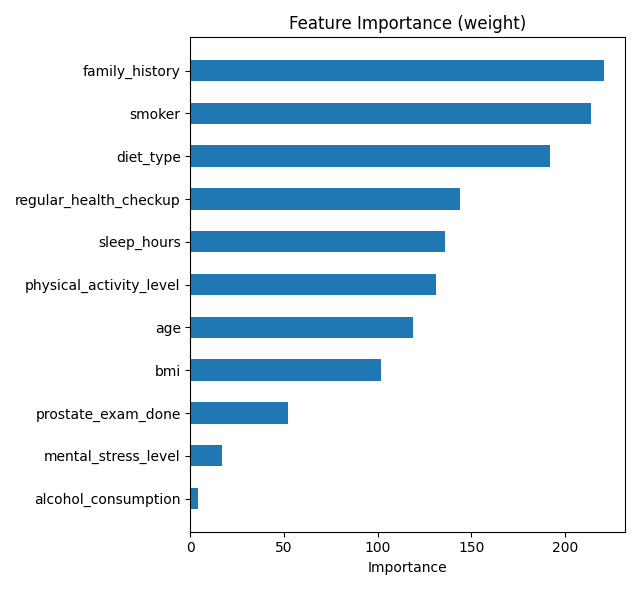 Feature Importance (weight)
family_history
smoker
diet_type
regular_health_checkup
sleep_hours
physical_activity_level
age
bmi
prostate_exam_done
mental_stress_level
alcohol_consumption
0 50 100 150 200
Importance